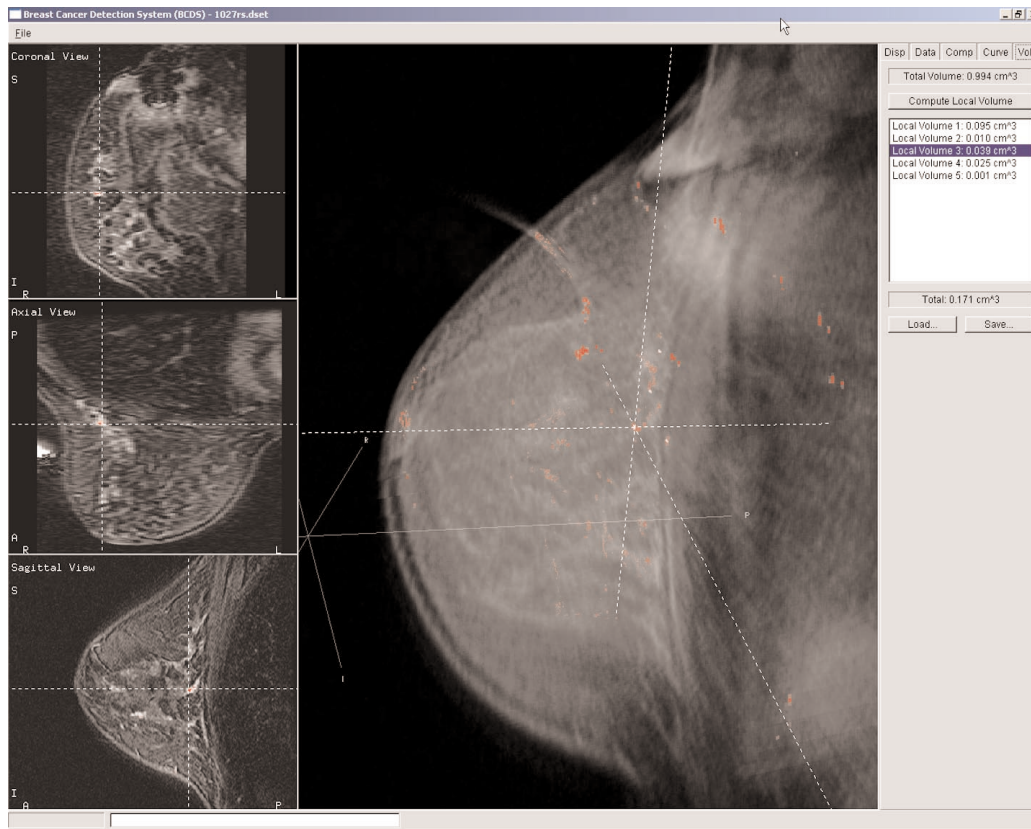 Breast Cancer Detection System (BCDS) - 1027rs.dset
File
Coronal View
S
I
R L
Axial View
P
A
R L
Sagittal View
S
I
A P
R
P
I
Disp Data Comp Curve Vol
Total Volume: 0.994 cm^3
Compute Local Volume
Local Volume 1: 0.095 cm^3
Local Volume 2: 0.010 cm^3
Local Volume 3: 0.039 cm^3
Local Volume 4: 0.025 cm^3
Local Volume 5: 0.001 cm^3
Total: 0.171 cm^3
Load... Save...